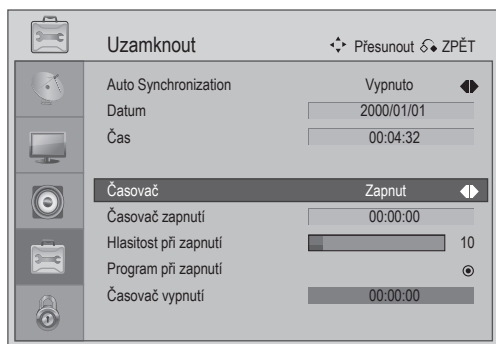 Uzamknout Přesunout ZPĚT
Auto Synchronization Vypnuto
Datum 2000/01/01
Čas 00:04:32
Časovač Zapnut
Časovač zapnutí 00:00:00
Hlasitost při zapnutí 10
Program při zapnutí
Časovač vypnutí 00:00:00